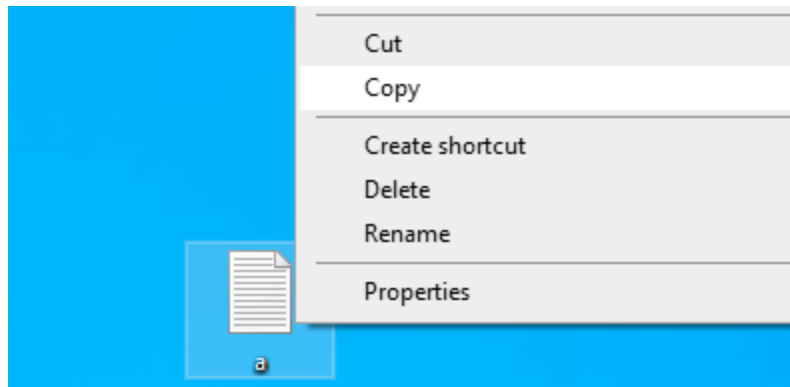 Cut
Copy
Create shortcut
Delete
Rename
Properties
a